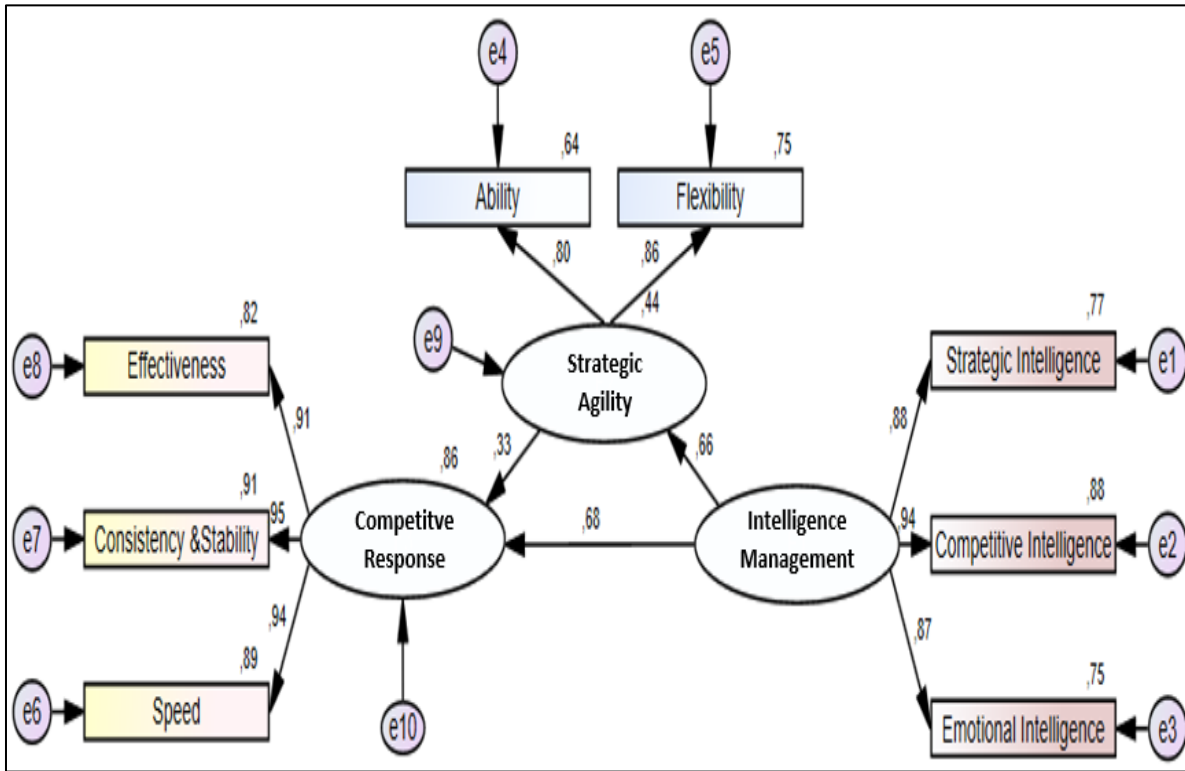 e4
e5
,64
,75
Ability
Flexibility
,80
,86
,44
,82
,77
e9
e8
Effectiveness
Strategic
Agility
Strategic Intelligence
e1
,91
,33
,66
,88
,86
,91
,88
e7
Consistency &Stability
,95
Competitve
Response
,68
Intelligence
Management
,94
Competitive Intelligence
e2
,94
,87
,89
,75
e6
Speed
e10
Emotional Intelligence
e3